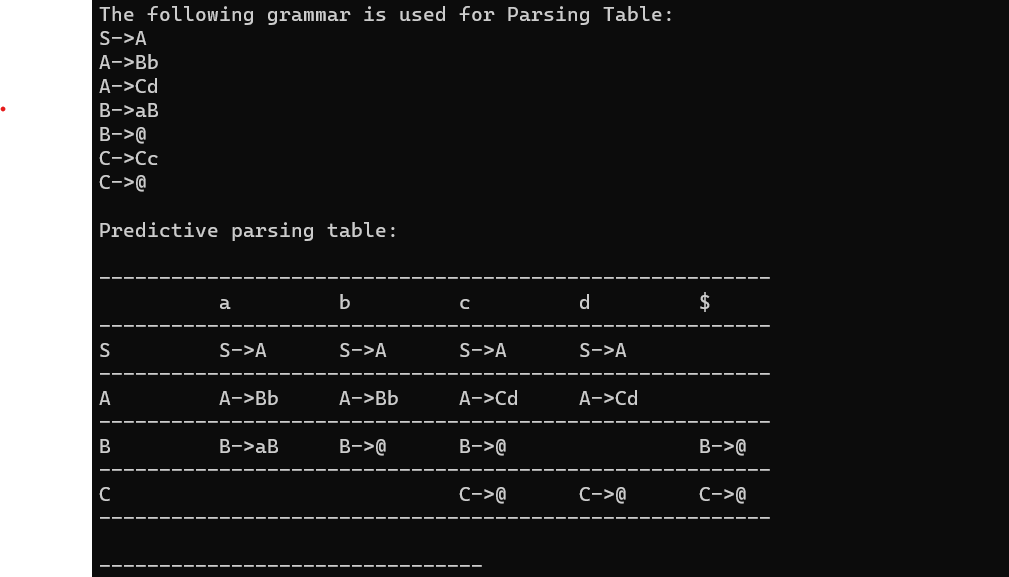 The following grammar is used for Parsing Table:
S->A
A->Bb
A->Cd
B->aB
B->@
C->Cc
C->@
Predictive parsing table:
--------------------------------------------------------
a b c d $
--------------------------------------------------------
S S->A S->A S->A S->A
--------------------------------------------------------
A A->Bb A->Bb A->Cd A->Cd
--------------------------------------------------------
B B->aB B->@ B->@ B->@
--------------------------------------------------------
C C->@ C->@ C->@
--------------------------------------------------------
--------------------------------